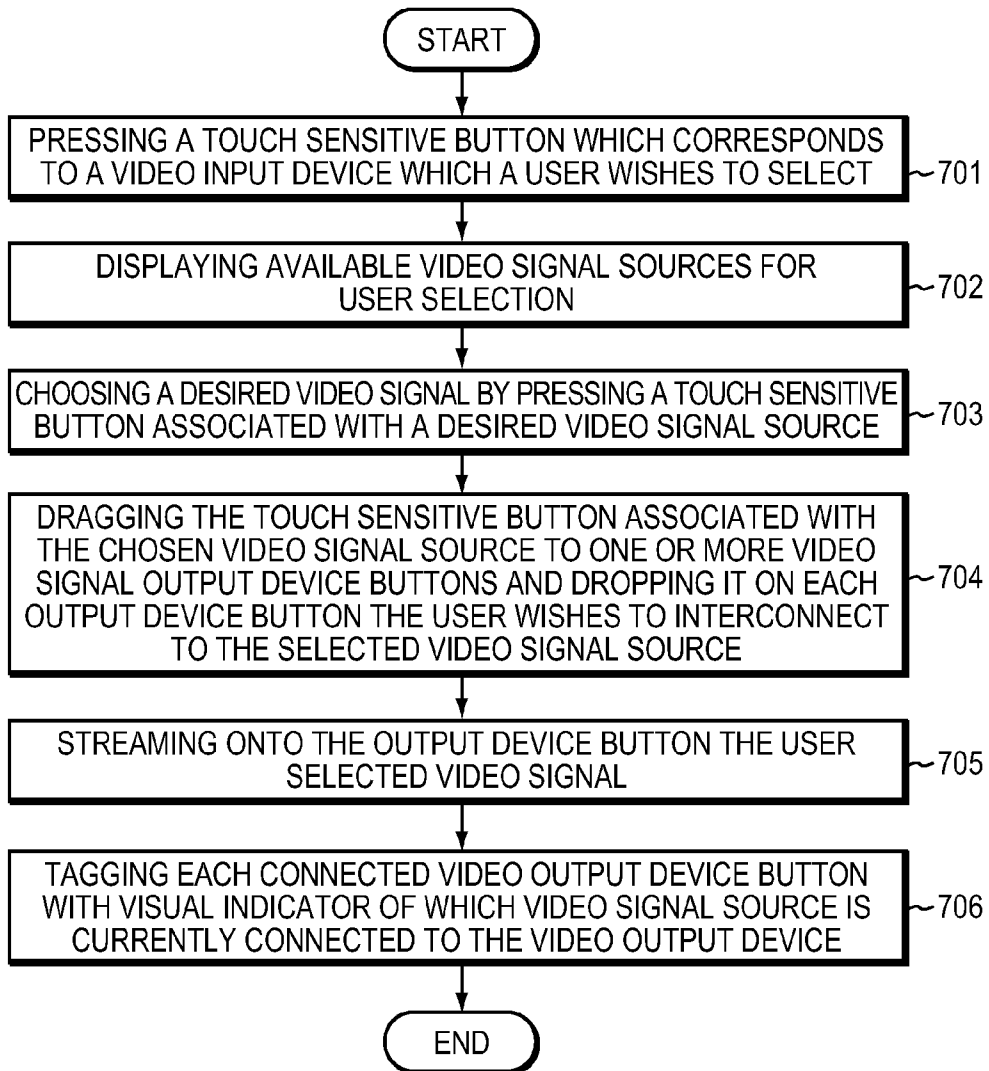 START
PRESSING A TOUCH SENSITIVE BUTTON WHICH CORRESPONDS
TO A VIDEO INPUT DEVICE WHICH A USER WISHES TO SELECT
701
DISPLAYING AVAILABLE VIDEO SIGNAL SOURCES FOR
USER SELECTION
702
CHOOSING A DESIRED VIDEO SIGNAL BY PRESSING A TOUCH SENSITIVE
BUTTON ASSOCIATED WITH A DESIRED VIDEO SIGNAL SOURCE
703
DRAGGING THE TOUCH SENSITIVE BUTTON ASSOCIATED WITH
THE CHOSEN VIDEO SIGNAL SOURCE TO ONE OR MORE VIDEO
SIGNAL OUTPUT DEVICE BUTTONS AND DROPPING IT ON EACH
OUTPUT DEVICE BUTTON THE USER WISHES TO INTERCONNECT
TO THE SELECTED VIDEO SIGNAL SOURCE
704
STREAMING ONTO THE OUTPUT DEVICE BUTTON THE USER
SELECTED VIDEO SIGNAL
705
TAGGING EACH CONNECTED VIDEO OUTPUT DEVICE BUTTON
WITH VISUAL INDICATOR OF WHICH VIDEO SIGNAL SOURCE IS
CURRENTLY CONNECTED TO THE VIDEO OUTPUT DEVICE
706
END